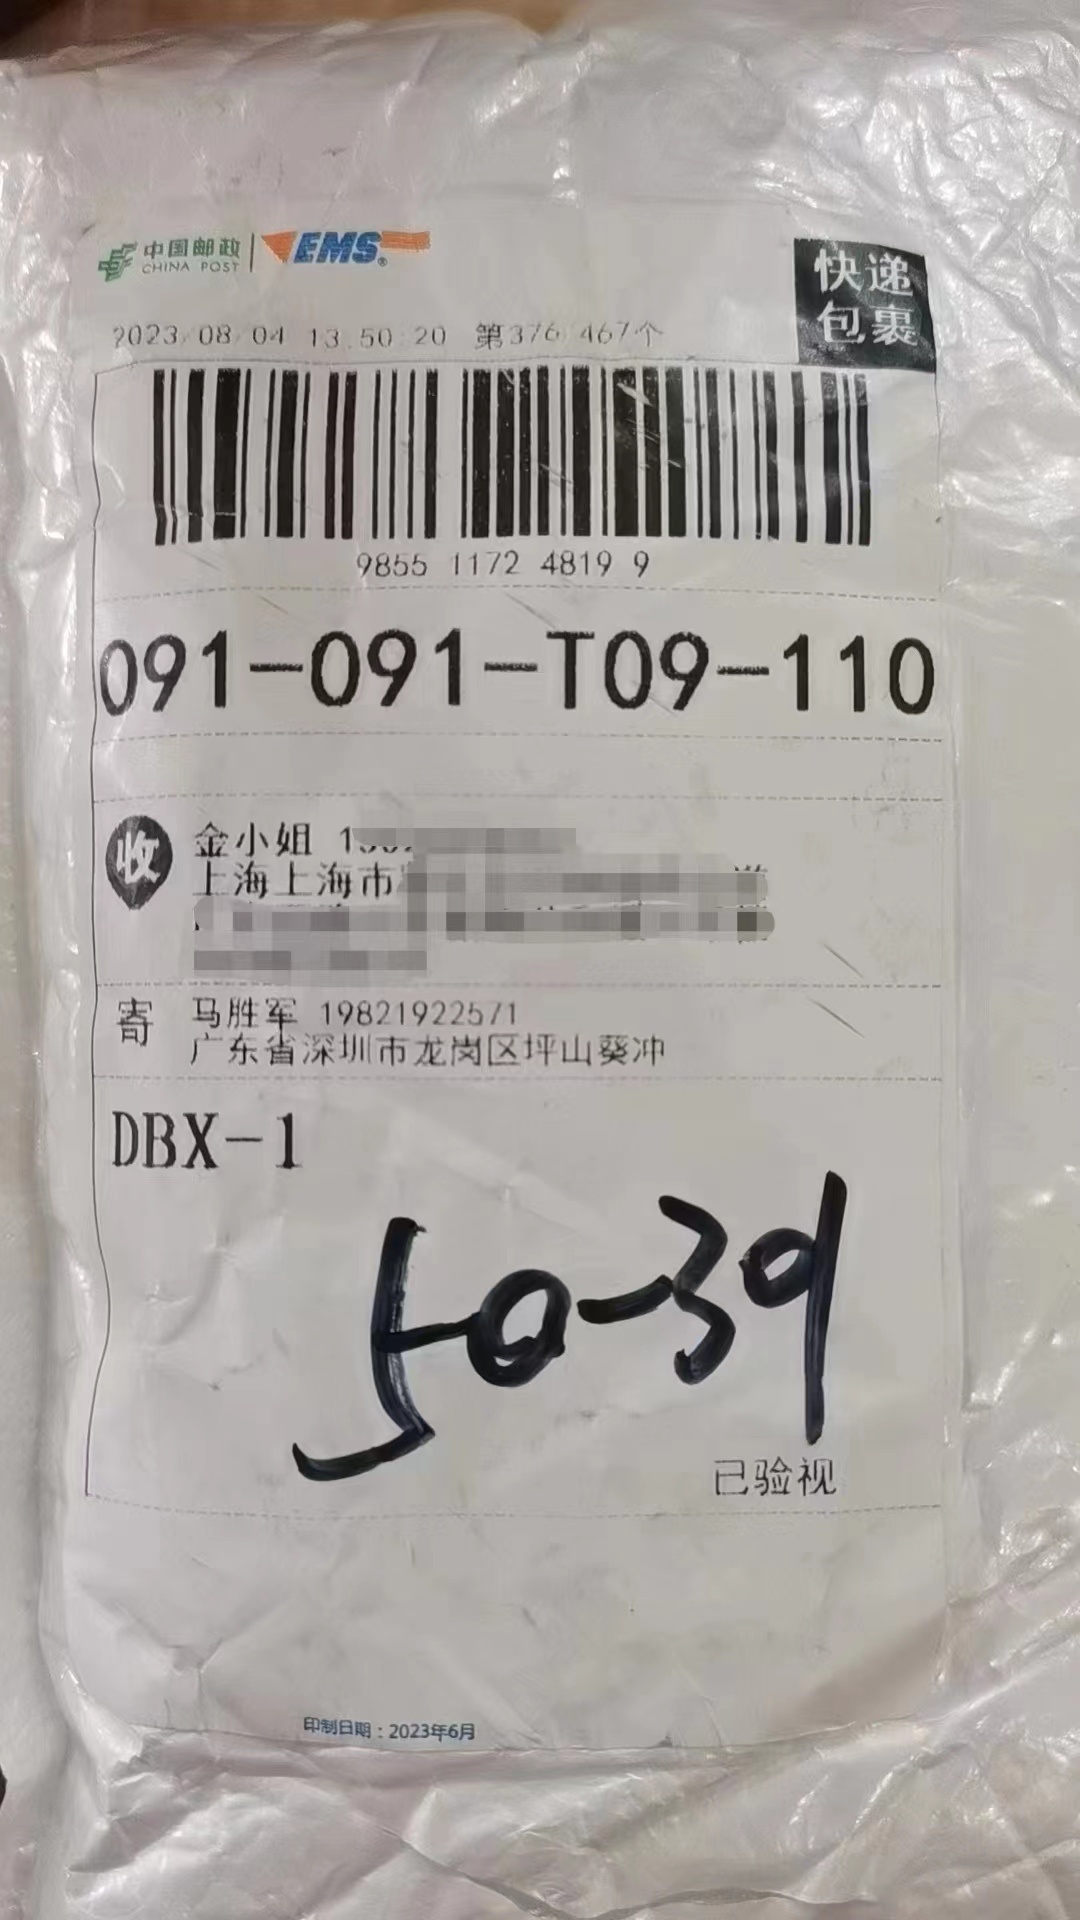 中国邮政 EMS
CHINA POST
快递
包裹
2023/08/04 13:50:20 第376/467个
9855 1172 4819 9
091-091-T09-110
收 金小姐
上海上海市
寄 马胜军 19821922571
广东省深圳市龙岗区坪山葵冲
DBX-1
50-39
已验视
印制日期：2023年6月